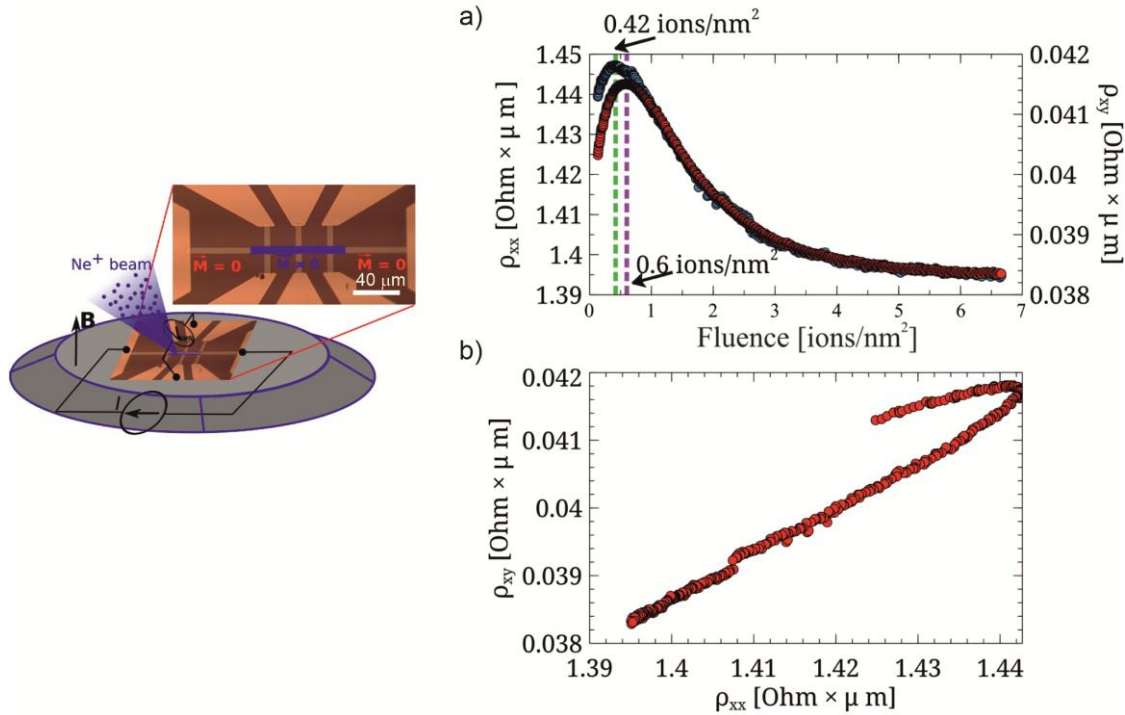 Ne⁺ beam
M⃗ = 0
M⃗ ≠ 0
M⃗ = 0
40 μm
B
I
a)
0.42 ions/nm²
ρxx [Ohm × μ m]
1.45
1.44
1.43
1.42
1.41
1.4
1.39
0.042
0.041
0.04
0.039
0.038
ρxy [Ohm × μ m]
0.6 ions/nm²
0 1 2 3 4 5 6 7
Fluence [ions/nm²]
b)
ρxy [Ohm × μ m]
0.042
0.041
0.04
0.039
0.038
1.39 1.4 1.41 1.42 1.43 1.44
ρxx [Ohm × μ m]